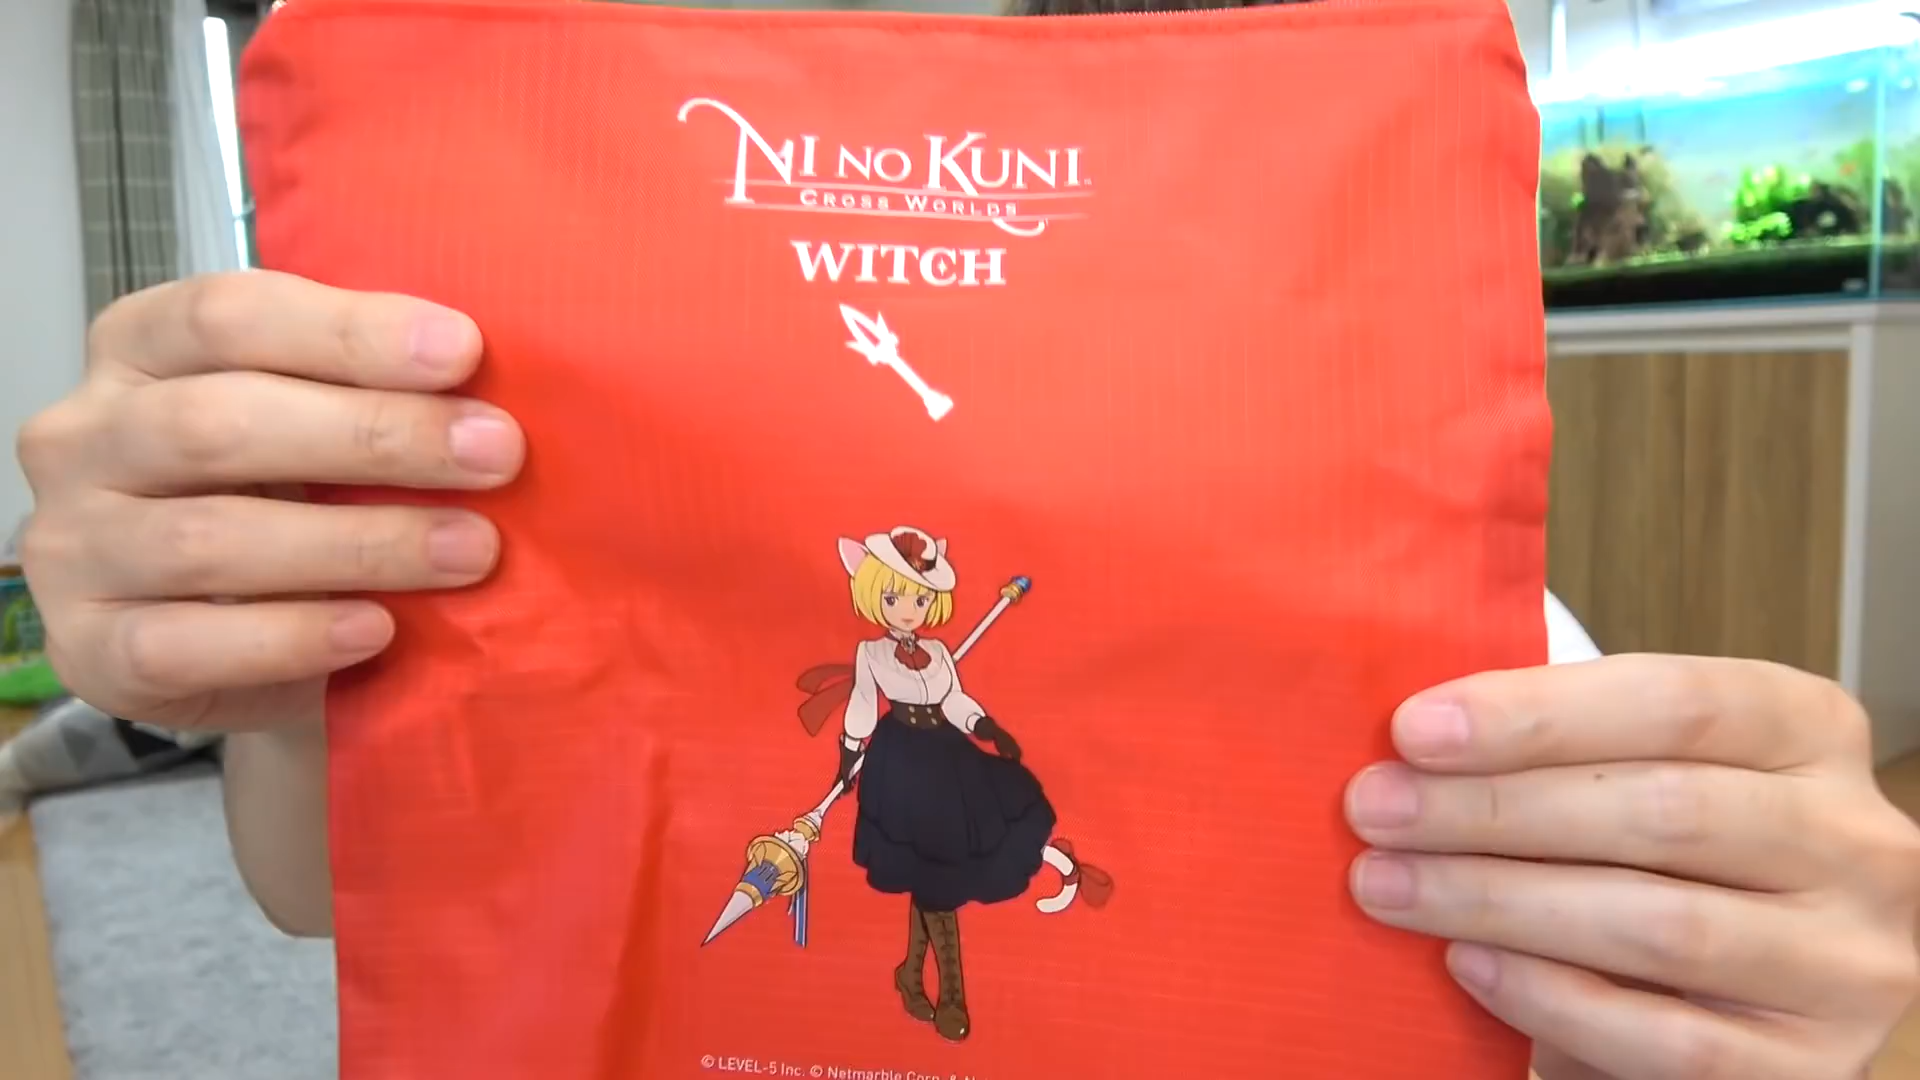 NI NO KUNI
CROSS WORLDS
WITCH
© LEVEL-5 Inc. © Netmarble Corp. &